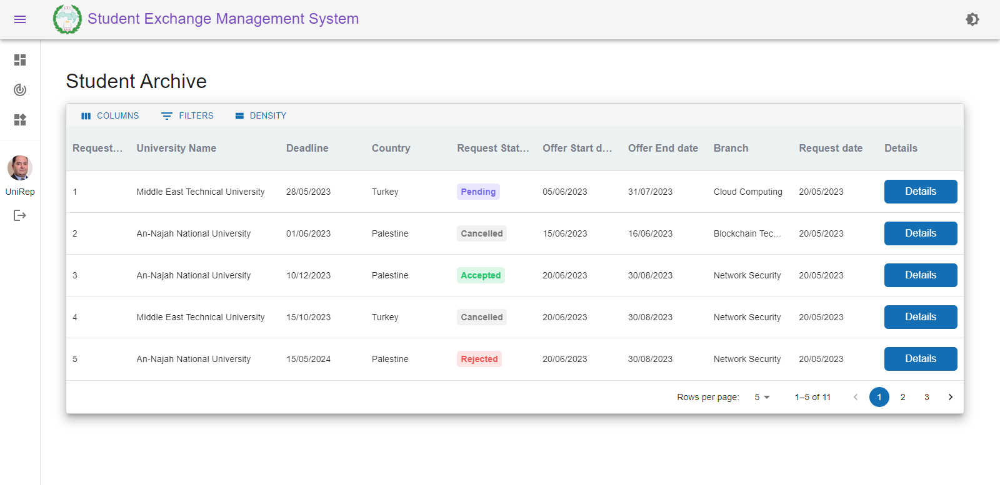 Student Exchange Management System
Student Archive
COLUMNS FILTERS DENSITY
Request... University Name Deadline Country Request Stat... Offer Start d... Offer End date Branch Request date Details
1 Middle East Technical University 28/05/2023 Turkey Pending 05/06/2023 31/07/2023 Cloud Computing 20/05/2023 Details
2 An-Najah National University 01/06/2023 Palestine Cancelled 15/06/2023 16/06/2023 Blockchain Tec... 20/05/2023 Details
3 An-Najah National University 10/12/2023 Palestine Accepted 20/06/2023 30/08/2023 Network Security 20/05/2023 Details
4 Middle East Technical University 15/10/2023 Turkey Cancelled 20/06/2023 30/08/2023 Network Security 20/05/2023 Details
5 An-Najah National University 15/05/2024 Palestine Rejected 20/06/2023 30/08/2023 Network Security 20/05/2023 Details
Rows per page: 5 1–5 of 11 1 2 3
UniRep